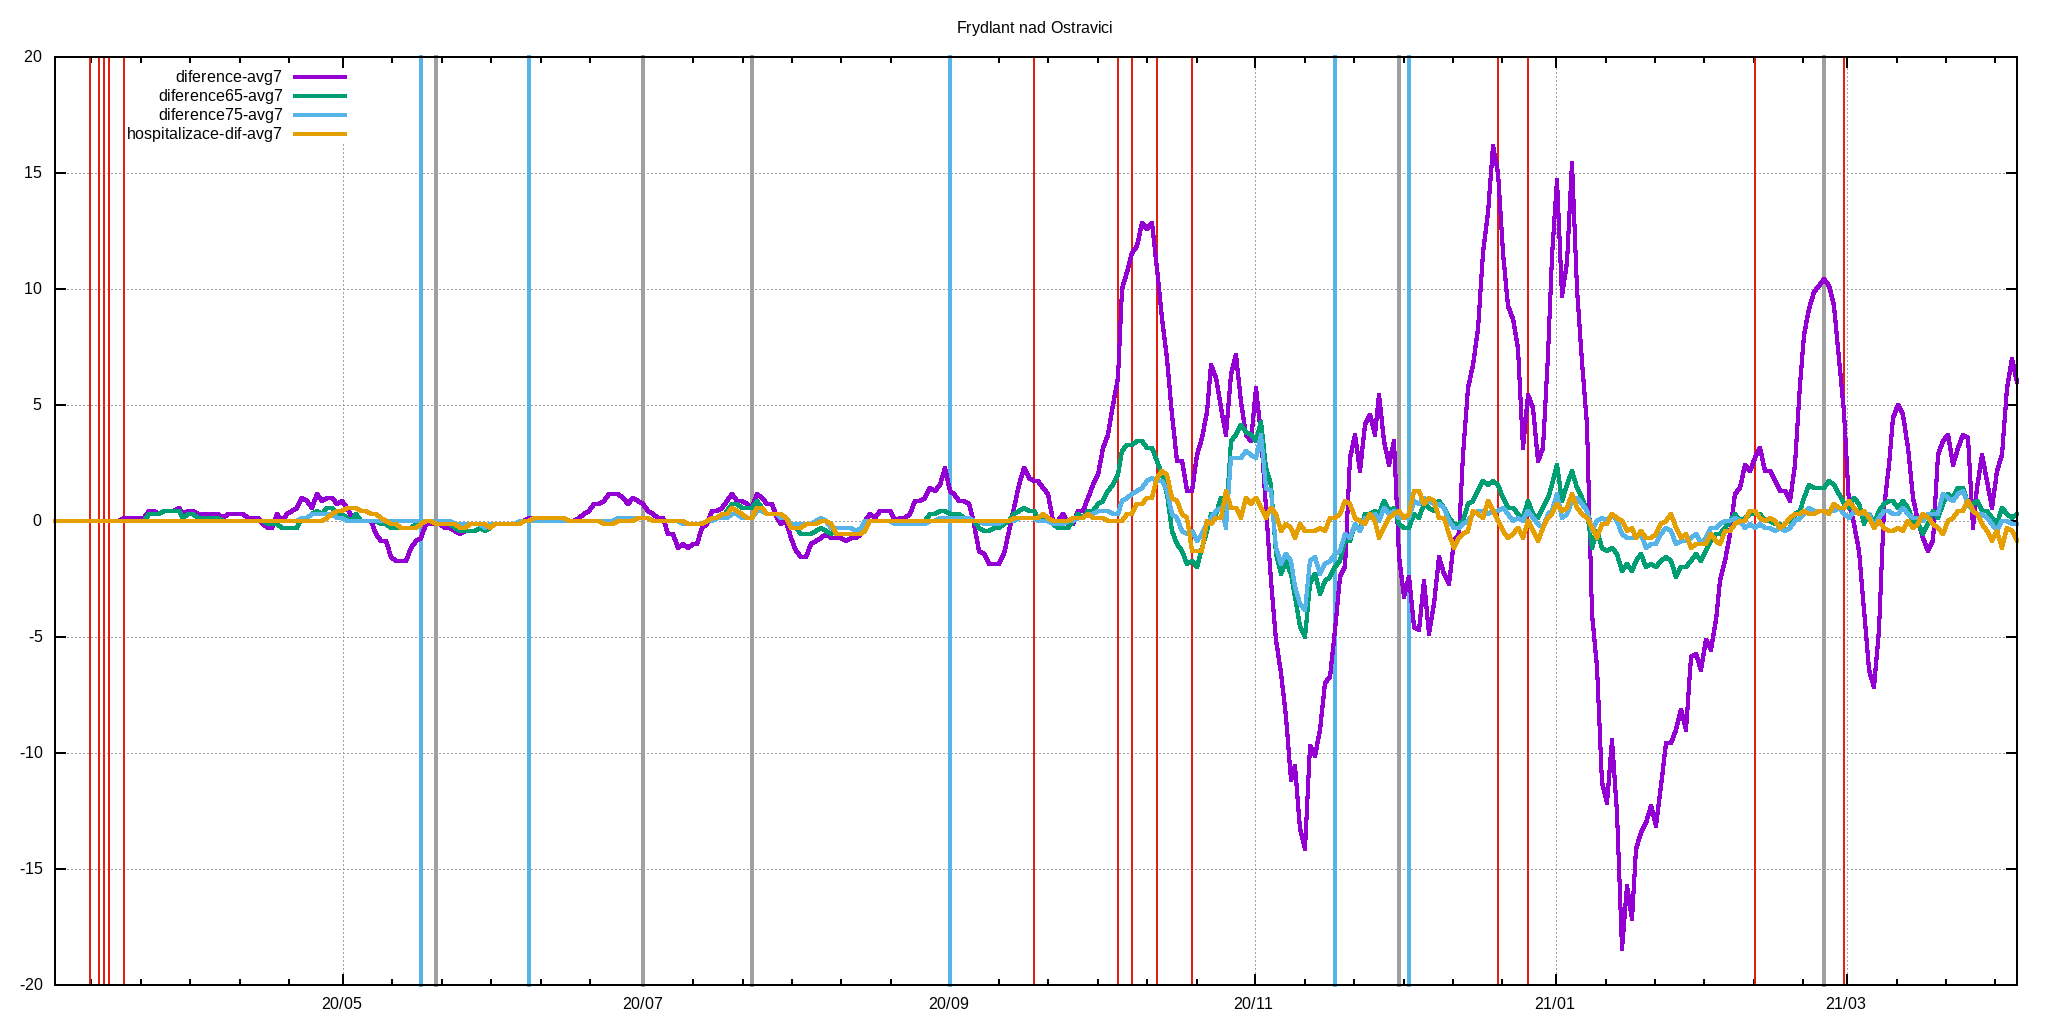 Frydlant nad Ostravici
20
diference-avg7
diference65-avg7
diference75-avg7
hospitalizace-dif-avg7
15
10
5
0
-5
-10
-15
-20
20/05 20/07 20/09 20/11 21/01 21/03